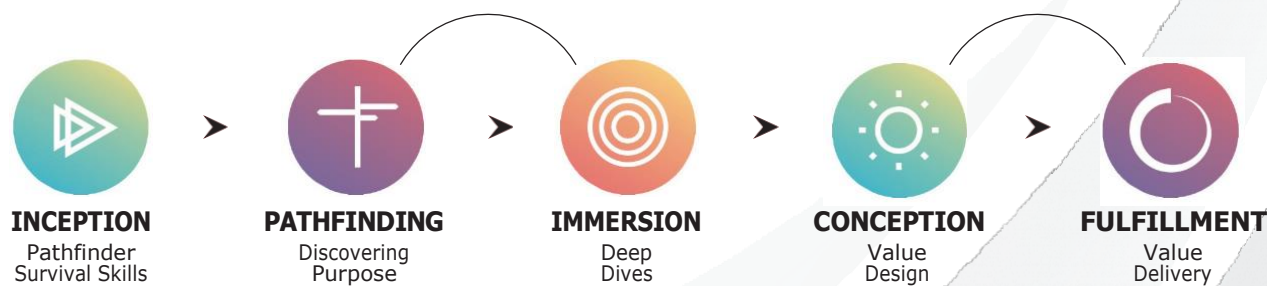 INCEPTION
Pathfinder
Survival Skills
PATHFINDING
Discovering
Purpose
IMMERSION
Deep
Dives
CONCEPTION
Value
Design
FULFILLMENT
Value
Delivery